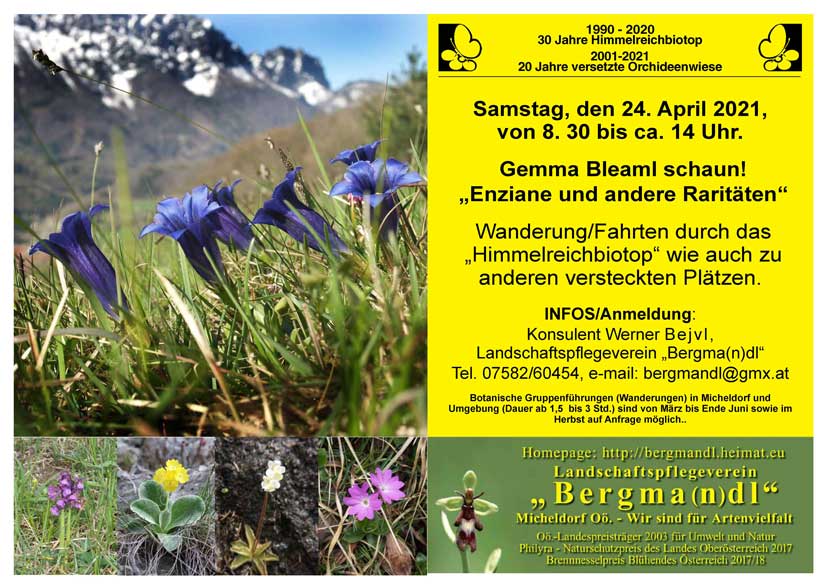 1990 - 2020
30 Jahre Himmelreichbiotop
2001-2021
20 Jahre versetzte Orchideenwiese
Samstag, den 24. April 2021,
von 8. 30 bis ca. 14 Uhr.
Gemma Bleaml schaun!
„Enziane und andere Raritäten“
Wanderung/Fahrten durch das
„Himmelreichbiotop“ wie auch zu
anderen versteckten Plätzen.
INFOS/Anmeldung:
Konsulent Werner Bejvl,
Landschaftspflegeverein „Bergma(n)dl“
Tel. 07582/60454, e-mail: bergmandl@gmx.at
Botanische Gruppenführungen (Wanderungen) in Micheldorf und
Umgebung (Dauer ab 1,5 bis 3 Std.) sind von März bis Ende Juni sowie im
Herbst auf Anfrage möglich..
Homepage: http://bergmandl.heimat.eu
Landschaftspflegeverein
„Bergma(n)dl“
Micheldorf Oö. - Wir sind für Artenvielfalt
Oö.-Landespreisträger 2003 für Umwelt und Natur
Philyra - Naturschutzpreis des Landes Oberösterreich 2017
Brennnesselpreis Blühendes Österreich 2017/18